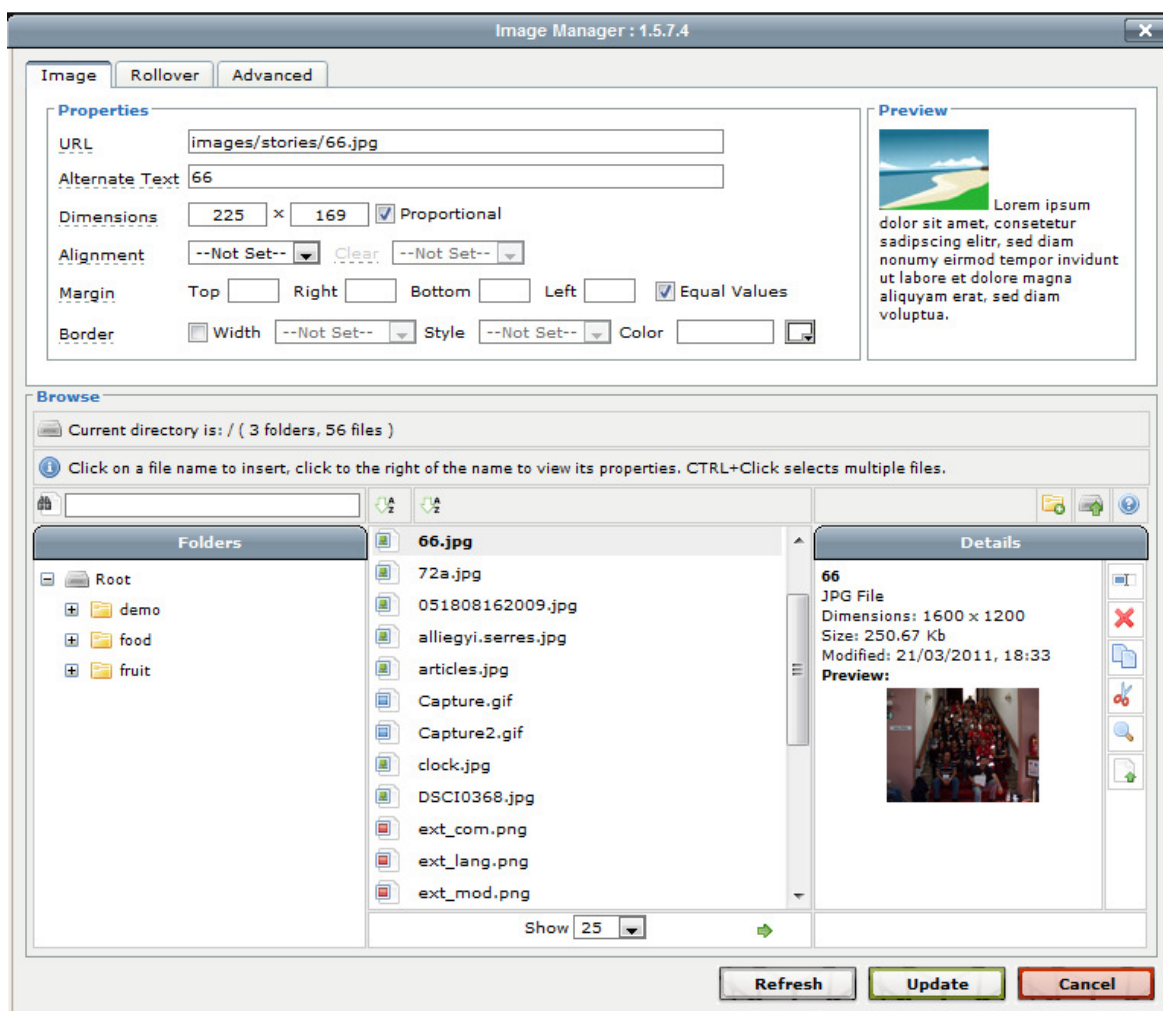 Image Manager : 1.5.7.4
Image Rollover Advanced
Properties
URL images/stories/66.jpg
Alternate Text 66
Dimensions 225 x 169 Proportional
Alignment --Not Set-- Clear --Not Set--
Margin Top Right Bottom Left Equal Values
Border Width --Not Set-- Style --Not Set-- Color
Preview
Lorem ipsum
dolor sit amet, consetetur
sadipscing elitr, sed diam
nonumy eirmod tempor invidunt
ut labore et dolore magna
aliquyam erat, sed diam
voluptua.
Browse
Current directory is: / ( 3 folders, 56 files )
Click on a file name to insert, click to the right of the name to view its properties. CTRL+Click selects multiple files.
Folders
Root
demo
food
fruit
66.jpg
72a.jpg
051808162009.jpg
alliegyi.serres.jpg
articles.jpg
Capture.gif
Capture2.gif
clock.jpg
DSCI0368.jpg
ext_com.png
ext_lang.png
ext_mod.png
Show 25
Details
66
JPG File
Dimensions: 1600 x 1200
Size: 250.67 Kb
Modified: 21/03/2011, 18:33
Preview:
Refresh Update Cancel